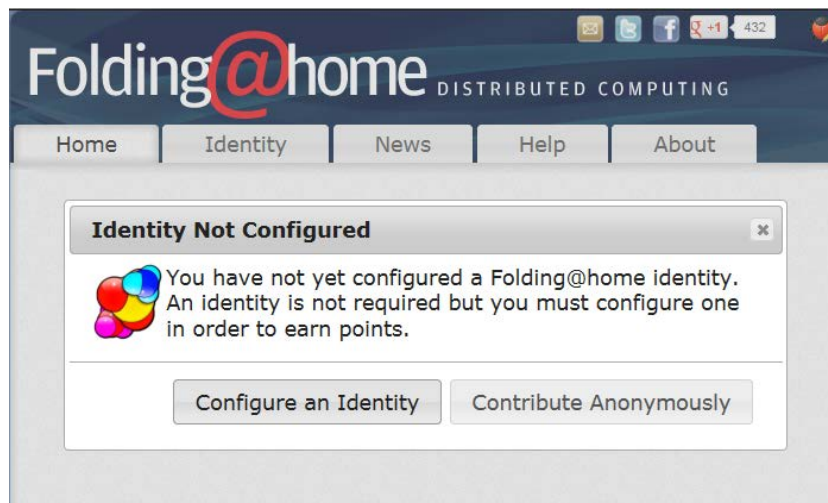 +1 432
Folding@home DISTRIBUTED COMPUTING
Home Identity News Help About
Identity Not Configured
You have not yet configured a Folding@home identity.
An identity is not required but you must configure one
in order to earn points.
Configure an Identity Contribute Anonymously